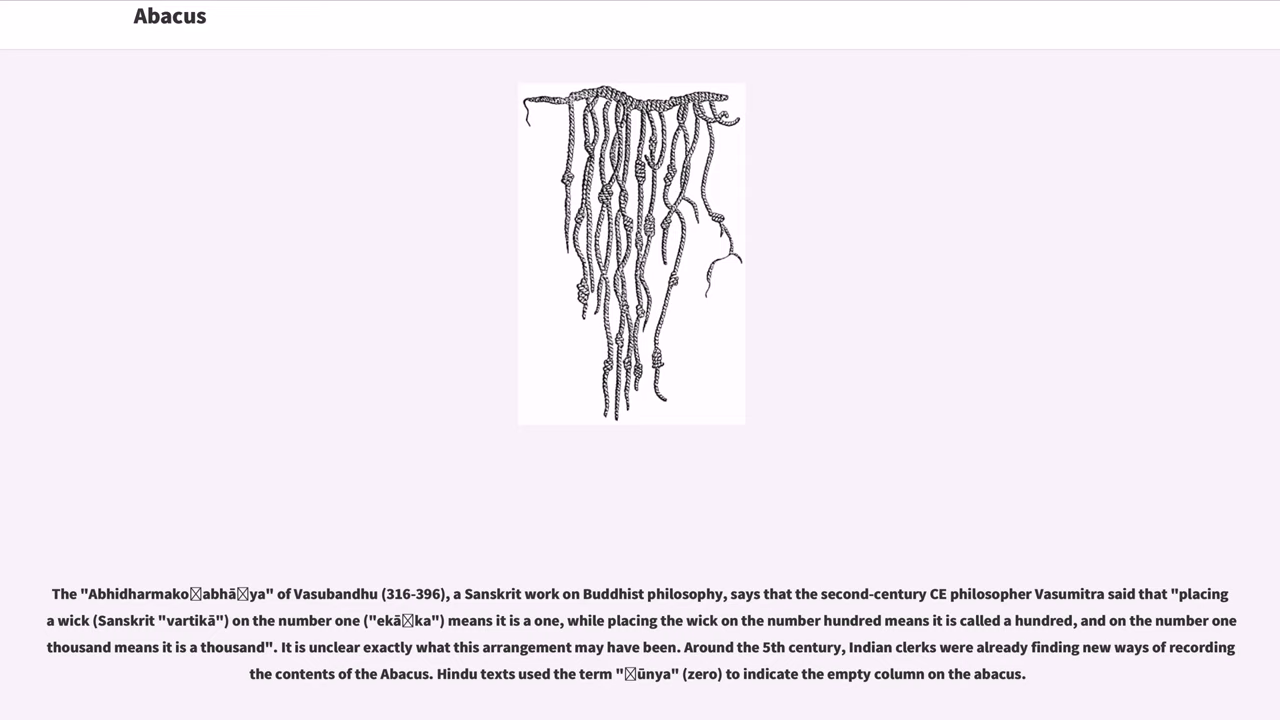 Abacus
The "Abhidharmako□abhā□ya" of Vasubandhu (316-396), a Sanskrit work on Buddhist philosophy, says that the second-century CE philosopher Vasumitra said that "placing
a wick (Sanskrit "vartikā") on the number one ("ekā□ka") means it is a one, while placing the wick on the number hundred means it is called a hundred, and on the number one
thousand means it is a thousand". It is unclear exactly what this arrangement may have been. Around the 5th century, Indian clerks were already finding new ways of recording
the contents of the Abacus. Hindu texts used the term "□ūnya" (zero) to indicate the empty column on the abacus.